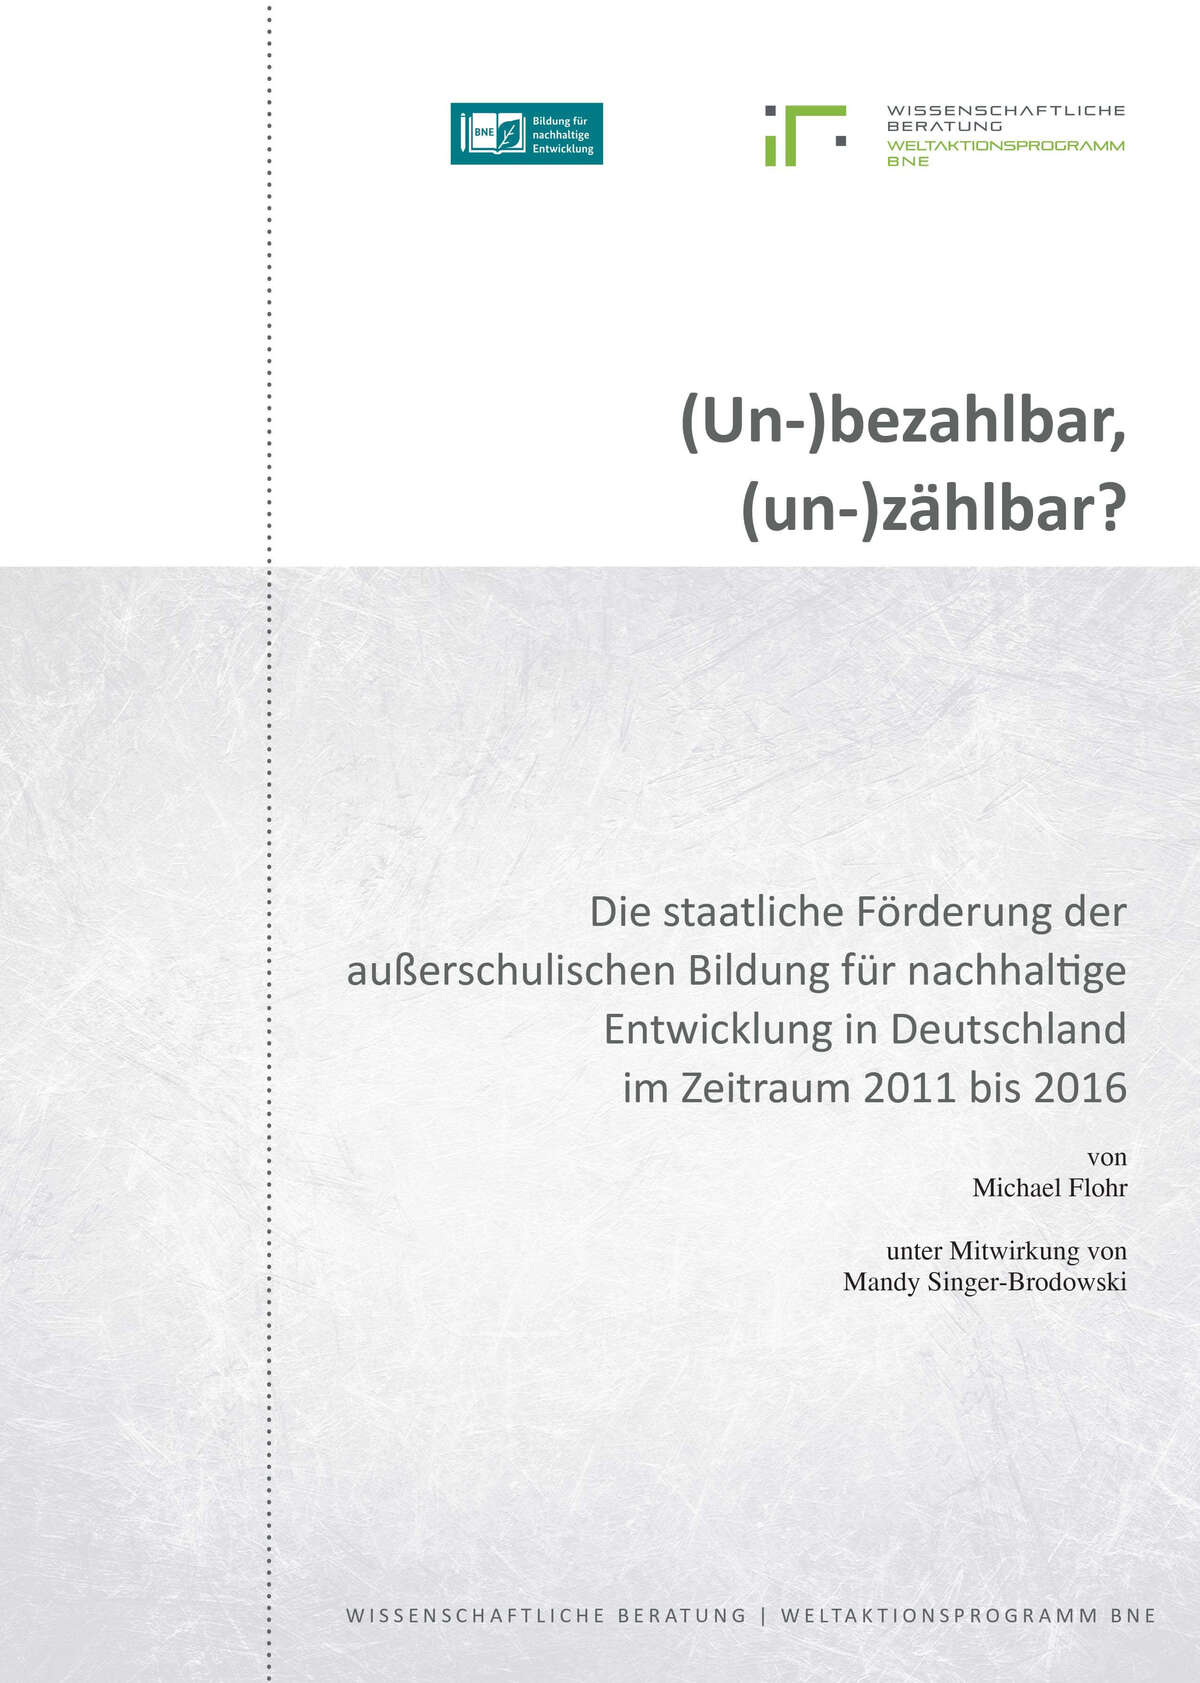 BNE
Bildung für
nachhaltige
Entwicklung
WISSENSCHAFTLICHE
BERATUNG
WELTAKTIONSPROGRAMM
BNE
(Un-)bezahlbar,
(un-)zählbar?
Die staatliche Förderung der
außerschulischen Bildung für nachhaltige
Entwicklung in Deutschland
im Zeitraum 2011 bis 2016
von
Michael Flohr
unter Mitwirkung von
Mandy Singer-Brodowski
WISSENSCHAFTLICHE BERATUNG | WELTAKTIONSPROGRAMM BNE